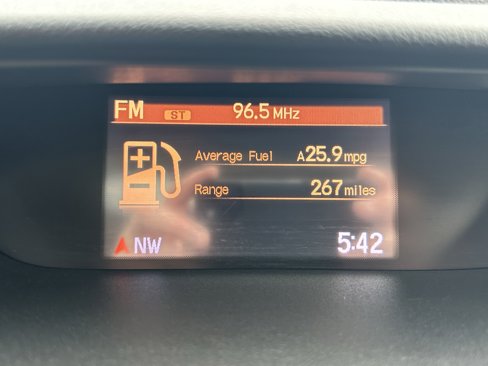 FM ST 96.5 MHz
Average Fuel A25.9 mpg
Range 267 miles
NW 5:42